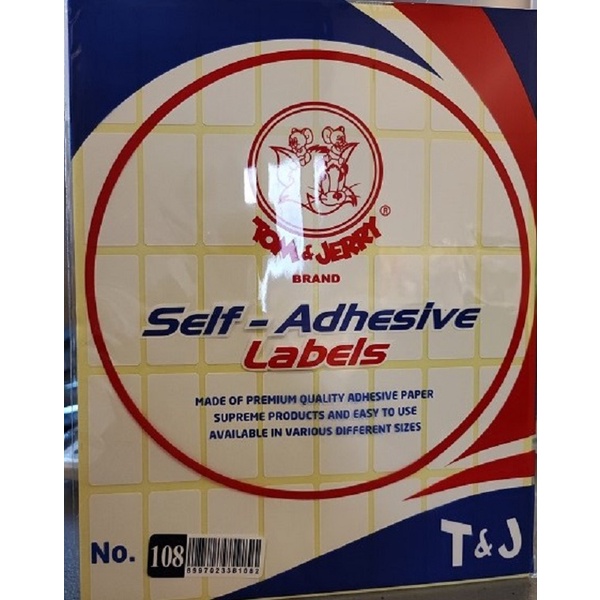 TOM & JERRY ®
BRAND
Self - Adhesive
Labels
MADE OF PREMIUM QUALITY ADHESIVE PAPER
SUPREME PRODUCTS AND EASY TO USE
AVAILABLE IN VARIOUS DIFFERENT SIZES
No. 108
T & J